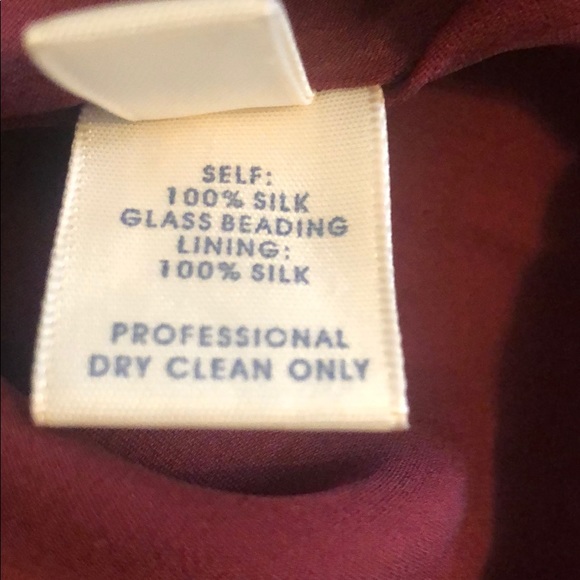 SELF:
100% SILK
GLASS BEADING
LINING:
100% SILK
PROFESSIONAL
DRY CLEAN ONLY